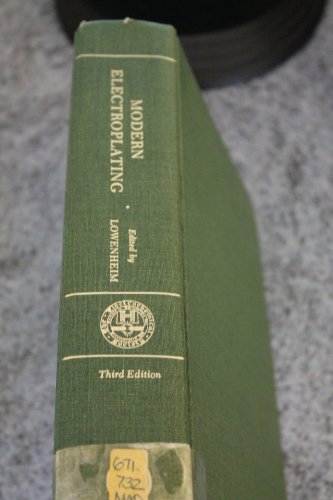 MODERN
ELECTROPLATING
Edited by
LOWENHEIM
Third Edition
671.
732